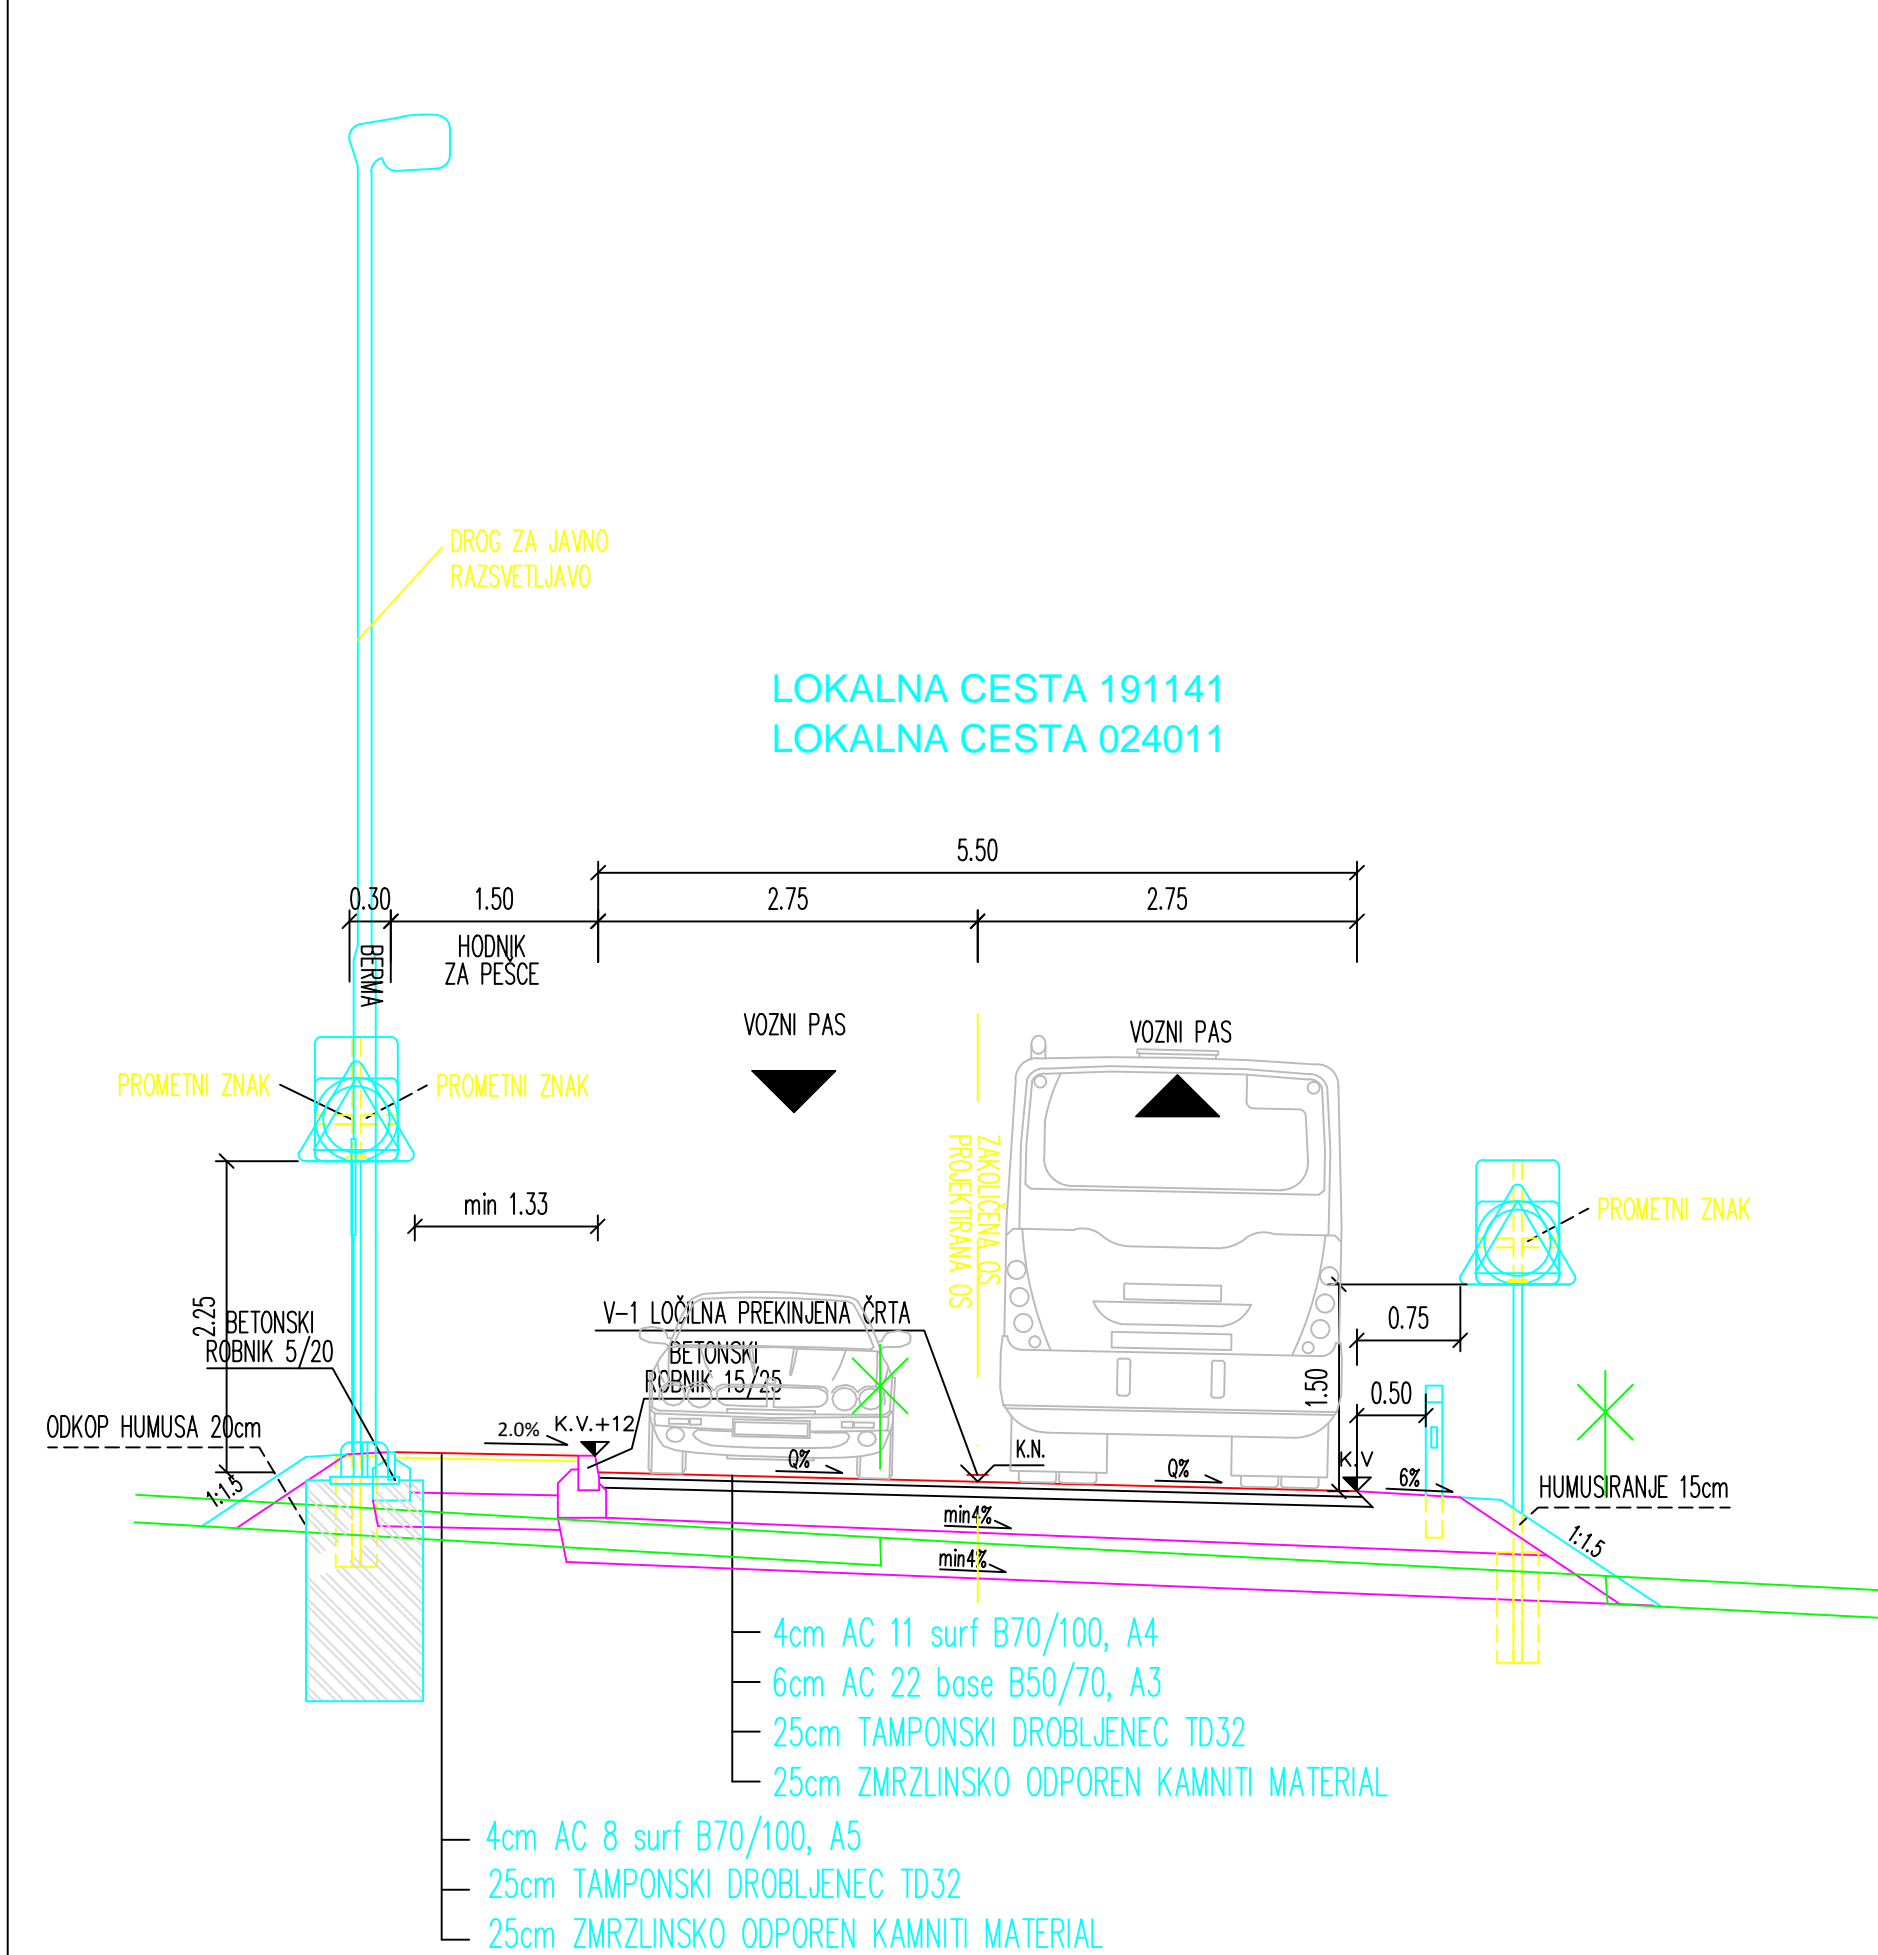 DROG ZA JAVNO
RAZSVETLJAVO
LOKALNA CESTA 191141
LOKALNA CESTA 024011
5.50
0.30
1.50
2.75
2.75
BERMA
HODNIK
ZA PEŠCE
VOZNI PAS
VOZNI PAS
PROMETNI ZNAK
PROMETNI ZNAK
ZAKOLIČENA OS
PROJEKTIRANA OS
min 1.33
PROMETNI ZNAK
2.25
BETONSKI
ROBNIK 5/20
V-1 LOČILNA PREKINJENA ČRTA
BETONSKI
ROBNIK 15/25
0.75
1.50
0.50
ODKOP HUMUSA 20cm
2.0%
K.V.+12
Q%
K.N.
Q%
K.V
6%
HUMUSIRANJE 15cm
1:1.5
min4%
1:1.5
min4%
4cm AC 11 surf B70/100, A4
6cm AC 22 base B50/70, A3
25cm TAMPONSKI DROBLJENEC TD32
25cm ZMRZLINSKO ODPOREN KAMNITI MATERIAL
4cm AC 8 surf B70/100, A5
25cm TAMPONSKI DROBLJENEC TD32
25cm ZMRZLINSKO ODPOREN KAMNITI MATERIAL